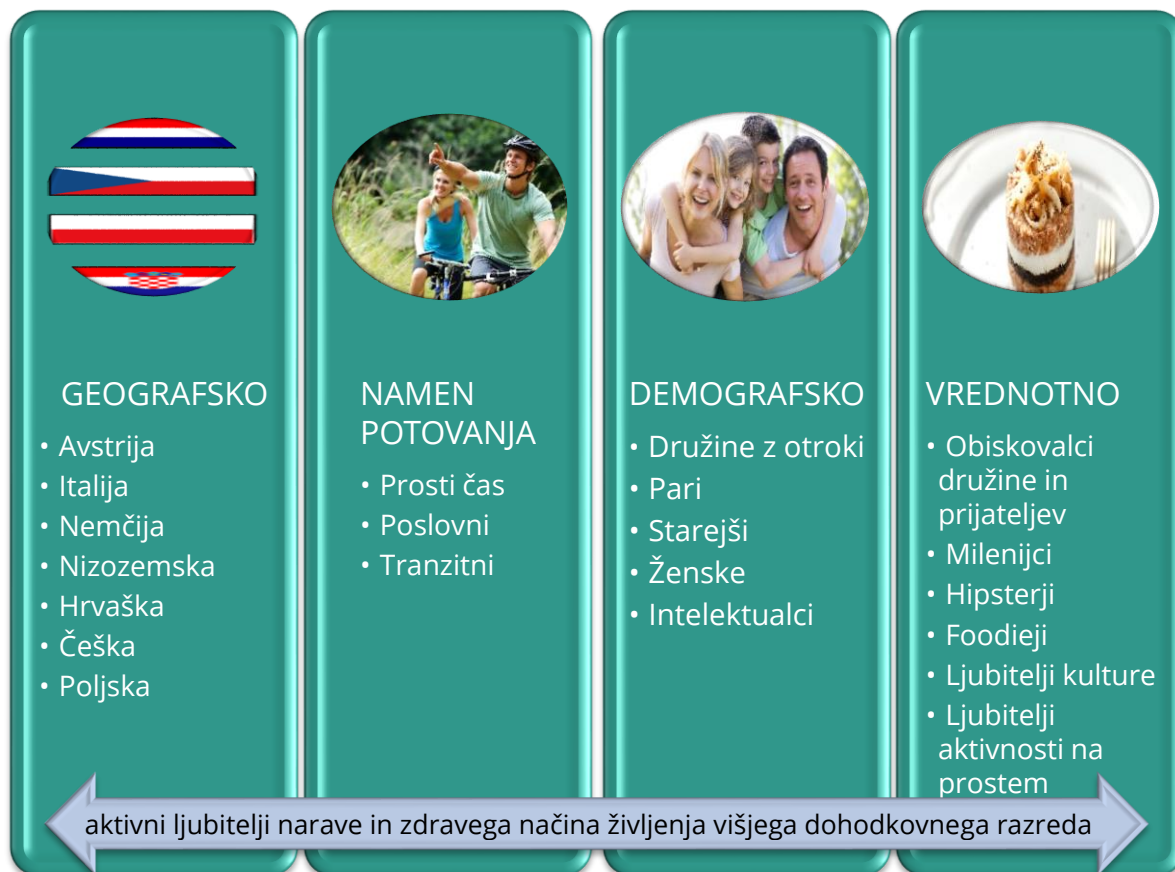 GEOGRAFSKO
• Avstrija
• Italija
• Nemčija
• Nizozemska
• Hrvaška
• Češka
• Poljska
NAMEN
POTOVANJA
• Prosti čas
• Poslovni
• Tranzitni
DEMOGRAFSKO
• Družine z otroki
• Pari
• Starejši
• Ženske
• Intelektualci
VREDNOTNO
• Obiskovalci
družine in
prijateljev
• Milenijci
• Hipsterji
• Foodieji
• Ljubitelji kulture
• Ljubitelji
aktivnosti na
prostem
aktivni ljubitelji narave in zdravega načina življenja višjega dohodkovnega razreda